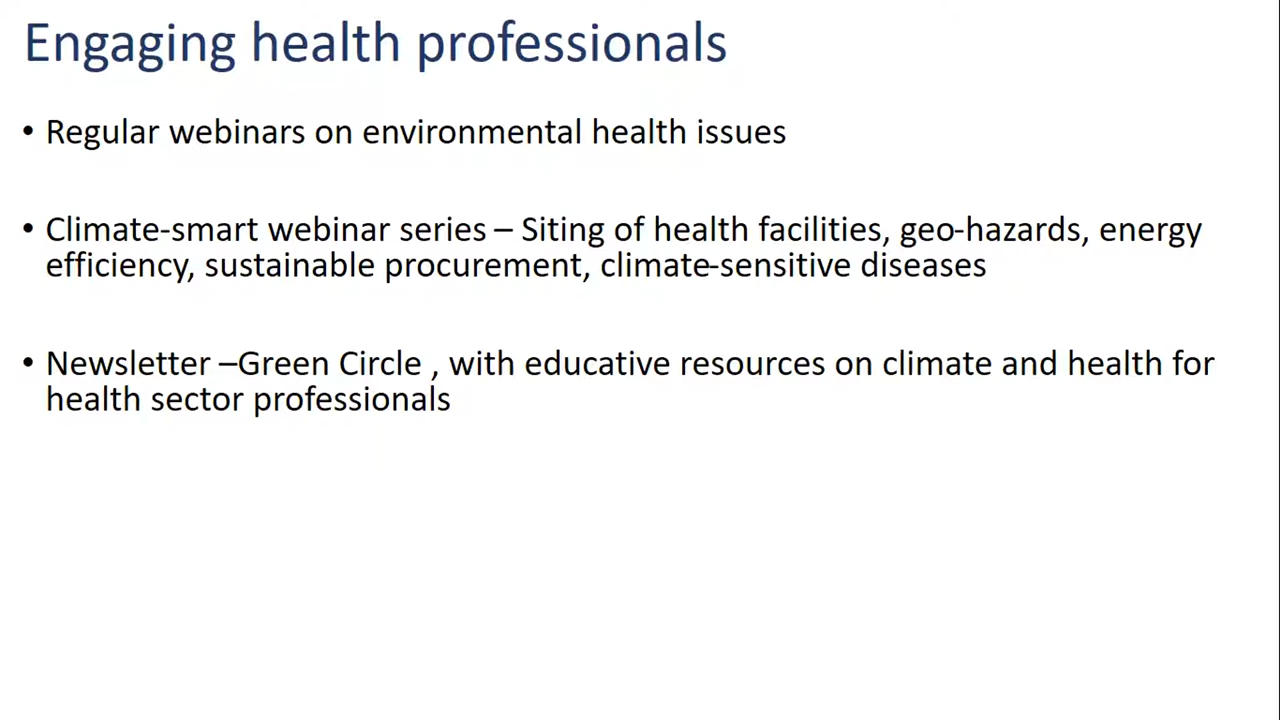 Engaging health professionals
• Regular webinars on environmental health issues
• Climate-smart webinar series – Siting of health facilities, geo-hazards, energy
efficiency, sustainable procurement, climate-sensitive diseases
• Newsletter –Green Circle , with educative resources on climate and health for
health sector professionals